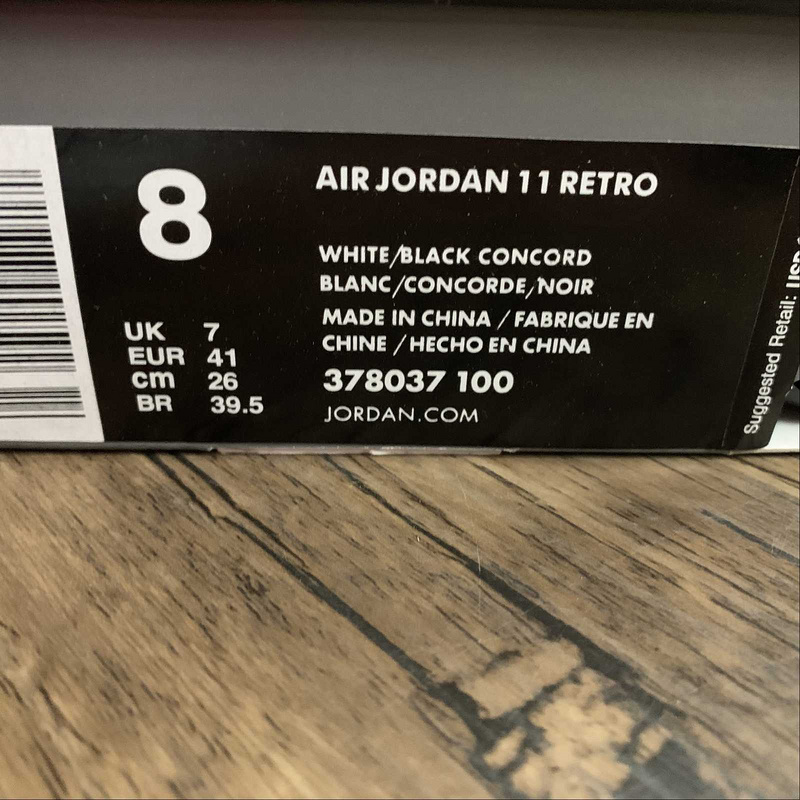 8
UK 7
EUR 41
cm 26
BR 39.5
AIR JORDAN 11 RETRO
WHITE/BLACK CONCORD
BLANC/CONCORDE/NOIR
MADE IN CHINA / FABRIQUE EN
CHINE / HECHO EN CHINA
378037 100
JORDAN.COM
Suggested Retail: USD